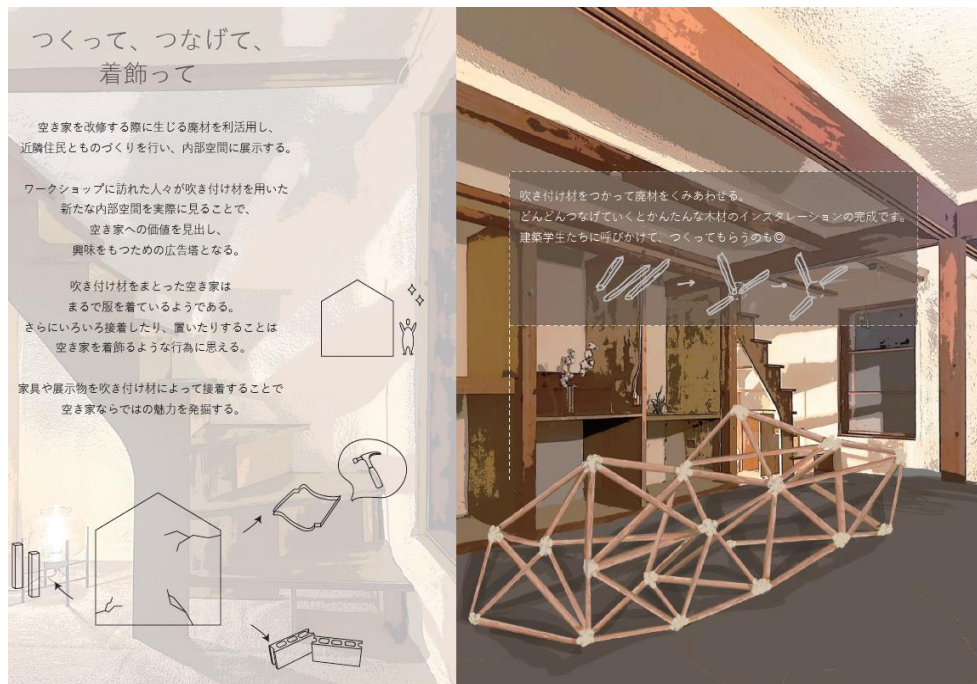 つくって、つなげて、
着飾って
空き家を改修する際に生じる廃材を利活用し、
近隣住民とものづくりを行い、内部空間に展示する。
ワークショップに訪れた人々が吹き付け材を用いた
新たな内部空間を実際に見ることで、
空き家への価値を見出し、
興味をもつための広告塔となる。
吹き付け材をまとった空き家は
まるで服を着ているようである。
さらにいろいろ接着したり、置いたりすることは
空き家を着飾るような行為に思える。
家具や展示物を吹き付け材によって接着することで
空き家ならではの魅力を発掘する。
吹き付け材をつかって廃材をくみあわせる。
どんどんつなげていくとかんたんな木材のインスタレーションの完成です。
建築学生たちに呼びかけて、つくってもらうのも◎